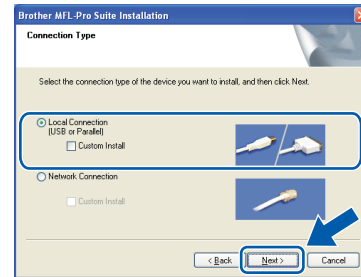 Brother MFL-Pro Suite Installation
Connection Type
Select the connection type of the device you want to install, and then click Next.
Local Connection
(USB or Parallel)
Custom Install
Network Connection
Custom Install
< Back
Next >
Cancel